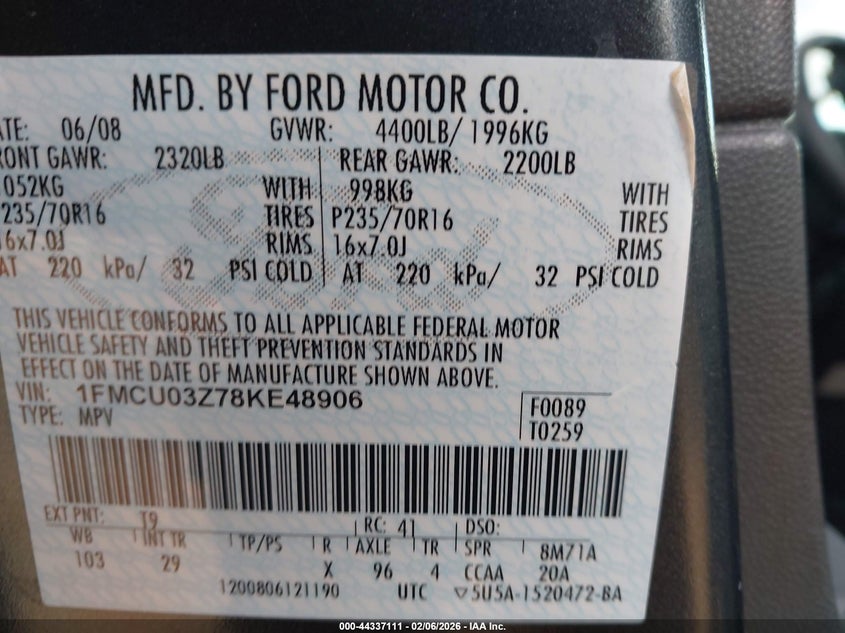 MFD. BY FORD MOTOR CO.
ATE: 06/08 GVWR: 4400LB/ 1996KG
RONT GAWR: 2320LB REAR GAWR: 2200LB
052KG WITH 998KG WITH
235/70R16 TIRES P235/70R16 TIRES
16x7.0J RIMS 16x7.0J RIMS
AT 220 kPa/ 32 PSI COLD AT 220 kPa/ 32 PSI COLD
THIS VEHICLE CONFORMS TO ALL APPLICABLE FEDERAL MOTOR
VEHICLE SAFETY AND THEFT PREVENTION STANDARDS IN
EFFECT ON THE DATE OF MANUFACTURE SHOWN ABOVE.
VIN: 1FMCU03Z78KE48906
TYPE: MPV
F0089
T0259
EXT PNT: T9 RC: 41 DSO:
WB INT TR TP/PS R AXLE TR SPR 8M71A
103 29 X 96 4 CCAA 20A
1200806121190 UTC ▽5U5A-1520472-BA
000-44337111 - 02/06/2026 - IAA Inc.